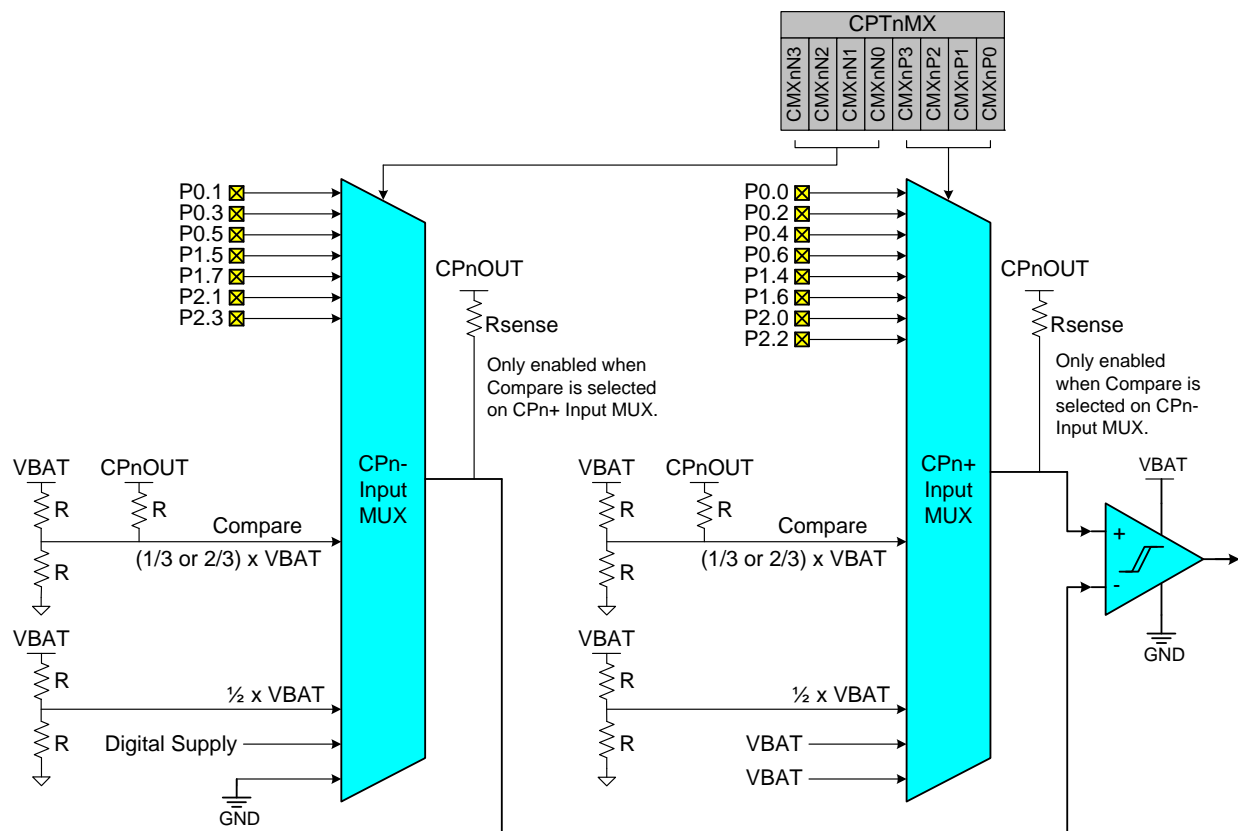 CPTnMX
CMXnN3
CMXnN2
CMXnN1
CMXnN0
CMXnP3
CMXnP2
CMXnP1
CMXnP0
P0.1
P0.3
P0.5
P1.5
P1.7
P2.1
P2.3
CPnOUT
Rsense
Only enabled when
Compare is selected
on CPn+ Input MUX.
VBAT
CPnOUT
R
R
R
Compare
(1/3 or 2/3) x VBAT
VBAT
R
R
½ x VBAT
Digital Supply
GND
CPn-
Input
MUX
P0.0
P0.2
P0.4
P0.6
P1.4
P1.6
P2.0
P2.2
CPnOUT
Rsense
Only enabled
when Compare is
selected on CPn-
Input MUX.
VBAT
CPnOUT
R
R
R
Compare
(1/3 or 2/3) x VBAT
VBAT
R
R
½ x VBAT
VBAT
VBAT
CPn+
Input
MUX
VBAT
+
-
GND